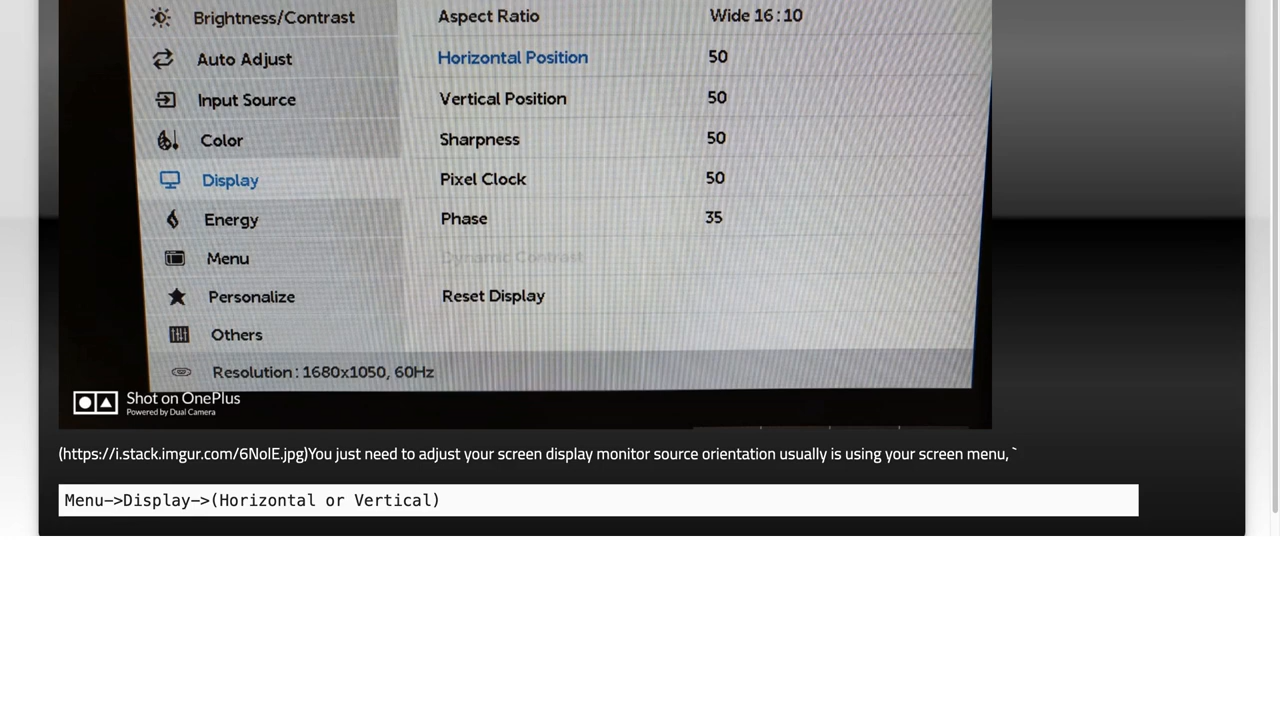 Brightness/Contrast
Aspect Ratio Wide 16:10
Auto Adjust
Horizontal Position 50
Input Source
Vertical Position 50
Color
Sharpness 50
Display
Pixel Clock 50
Energy
Phase 35
Menu
Dynamic Contrast
Personalize
Reset Display
Others
Resolution: 1680x1050, 60Hz
Shot on OnePlus
Powered by Dual Camera
(https://i.stack.imgur.com/6NolE.jpg)You just need to adjust your screen display monitor source orientation usually is using your screen menu,`
Menu->Display->(Horizontal or Vertical)